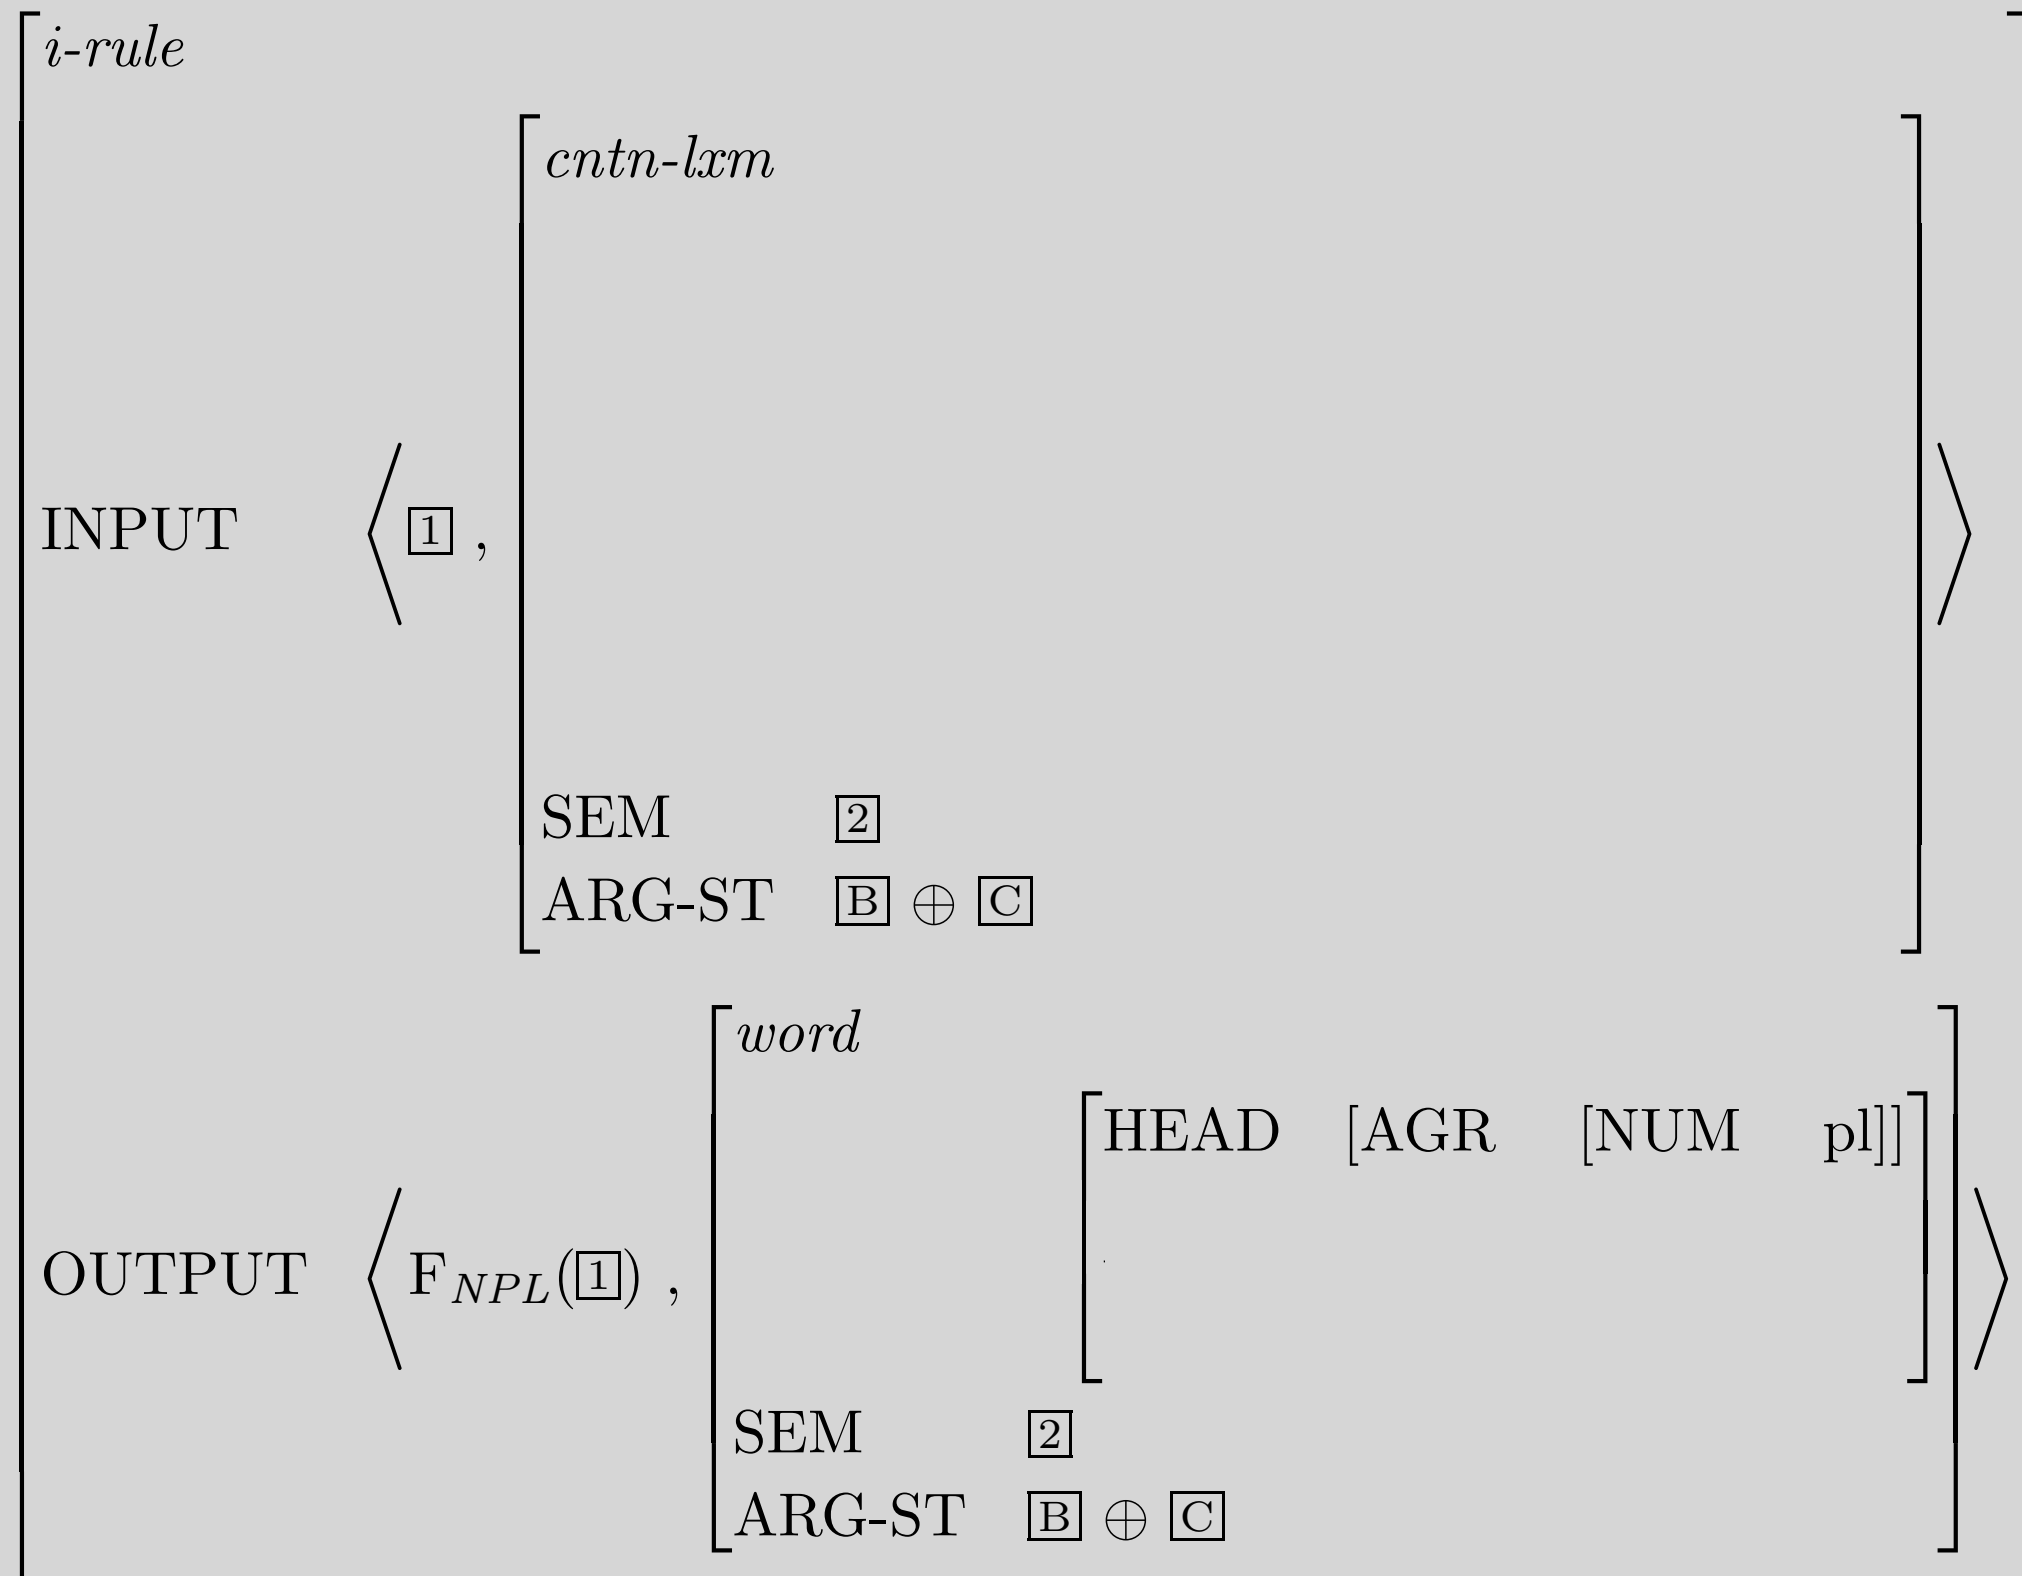 i-rule
cntn-lxm
INPUT ⟨ 1 ,
SEM 2
ARG-ST B ⊕ C
⟩
word
HEAD [AGR [NUM pl]]
OUTPUT ⟨ F_NPL(1) ,
SEM 2
ARG-ST B ⊕ C
⟩